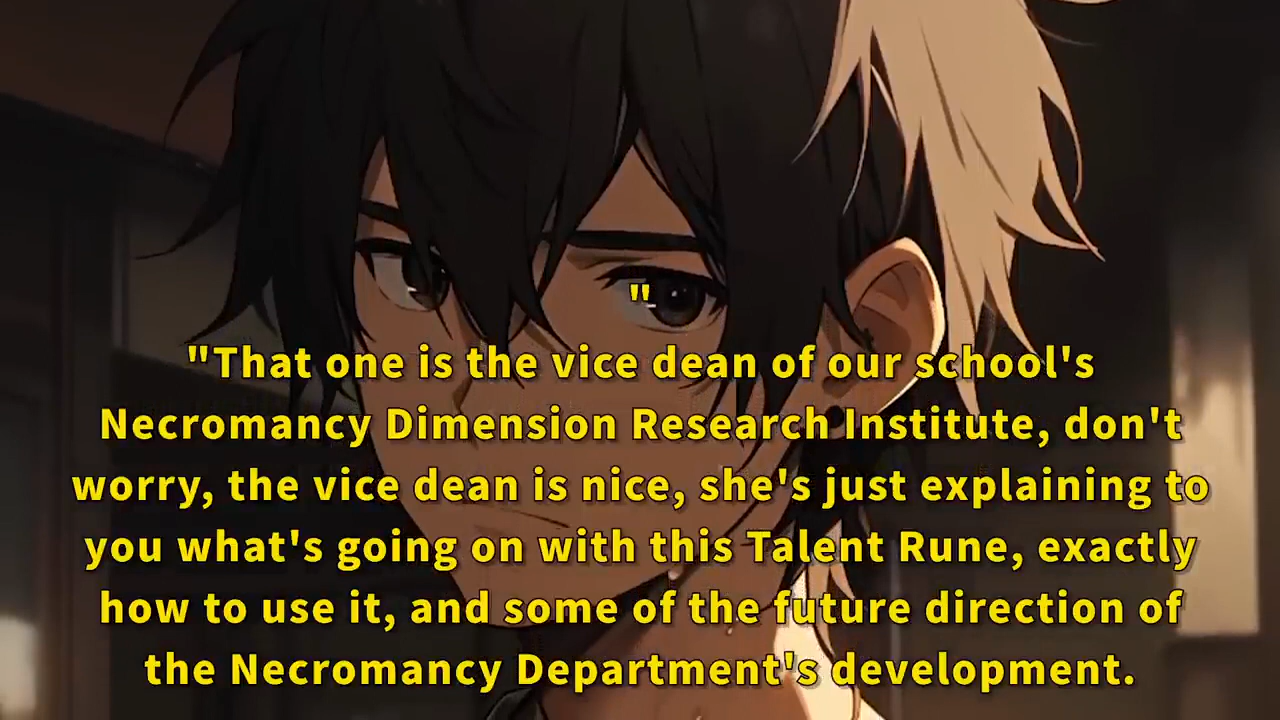 "
"That one is the vice dean of our school's
Necromancy Dimension Research Institute, don't
worry, the vice dean is nice, she's just explaining to
you what's going on with this Talent Rune, exactly
how to use it, and some of the future direction of
the Necromancy Department's development.